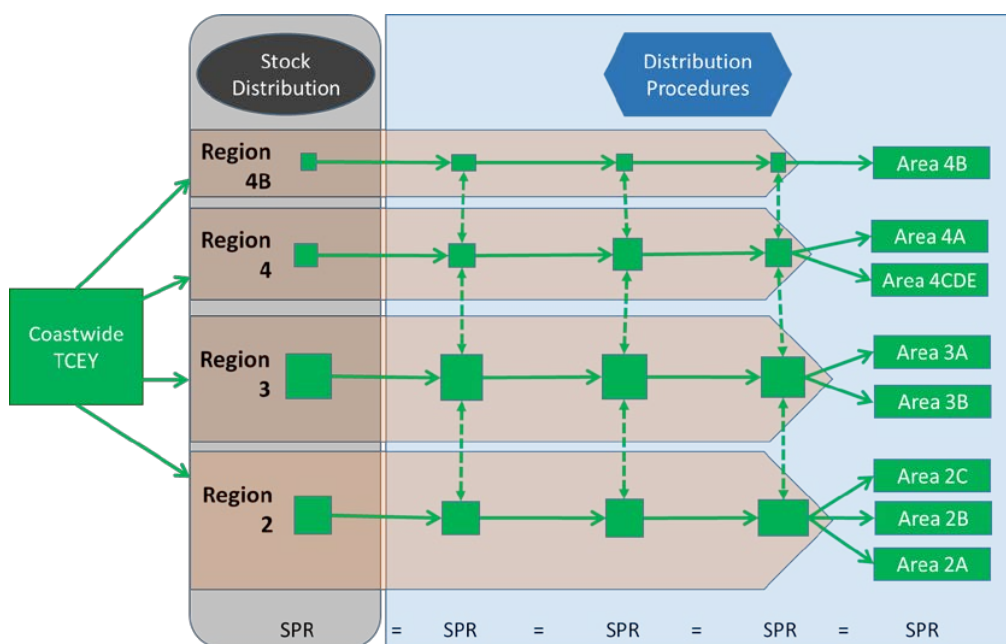 Stock
Distribution
Distribution
Procedures
Region
4B
Area 4B
Region
4
Area 4A
Area 4CDE
Coastwide
TCEY
Region
3
Area 3A
Area 3B
Region
2
Area 2C
Area 2B
Area 2A
SPR = SPR = SPR = SPR = SPR